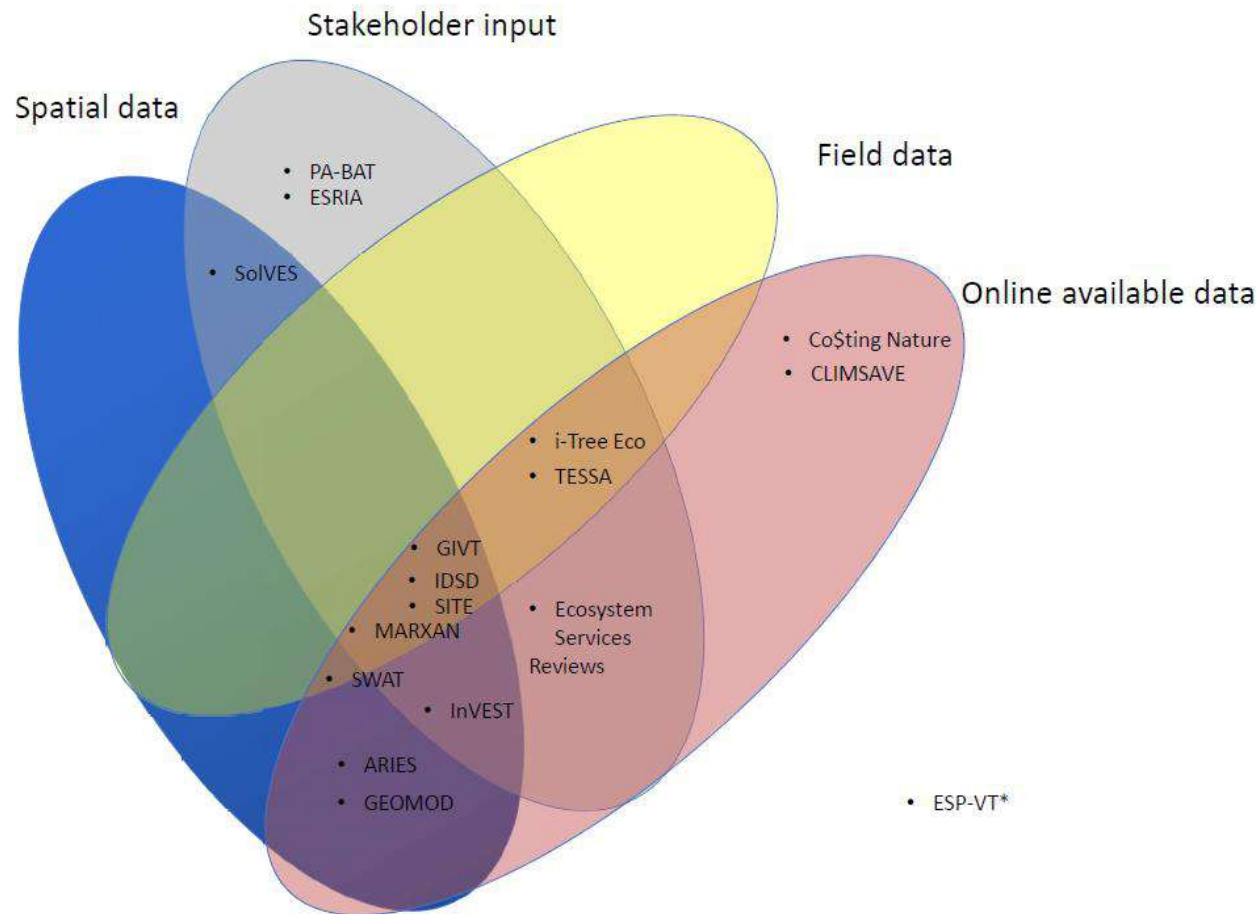 Stakeholder input
Spatial data
Field data
Online available data
• PA-BAT
• ESRIA
• SolVES
• Co$ting Nature
• CLIMSAVE
• i-Tree Eco
• TESSA
• GIVT
• IDSD
• SITE
• MARXAN
• SWAT
• Ecosystem
Services
Reviews
• InVEST
• ARIES
• GEOMOD
• ESP-VT*